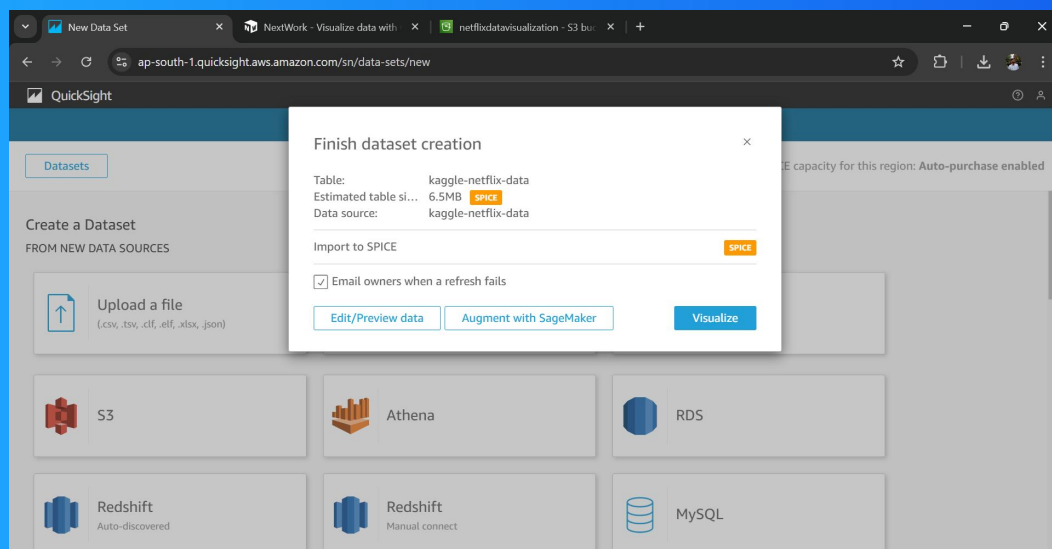 New Data Set
NextWork - Visualize data with
netflixdatavisualization - S3 buc
ap-south-1.quicksight.aws.amazon.com/sn/data-sets/new
QuickSight
Datasets
E capacity for this region: Auto-purchase enabled
Finish dataset creation
Table: kaggle-netflix-data
Estimated table si... 6.5MB SPICE
Data source: kaggle-netflix-data
Import to SPICE SPICE
Email owners when a refresh fails
Edit/Preview data Augment with SageMaker Visualize
Create a Dataset
FROM NEW DATA SOURCES
Upload a file
(.csv, .tsv, .clf, .elf, .xlsx, .json)
S3 Athena RDS
Redshift Redshift MySQL
Auto-discovered Manual connect